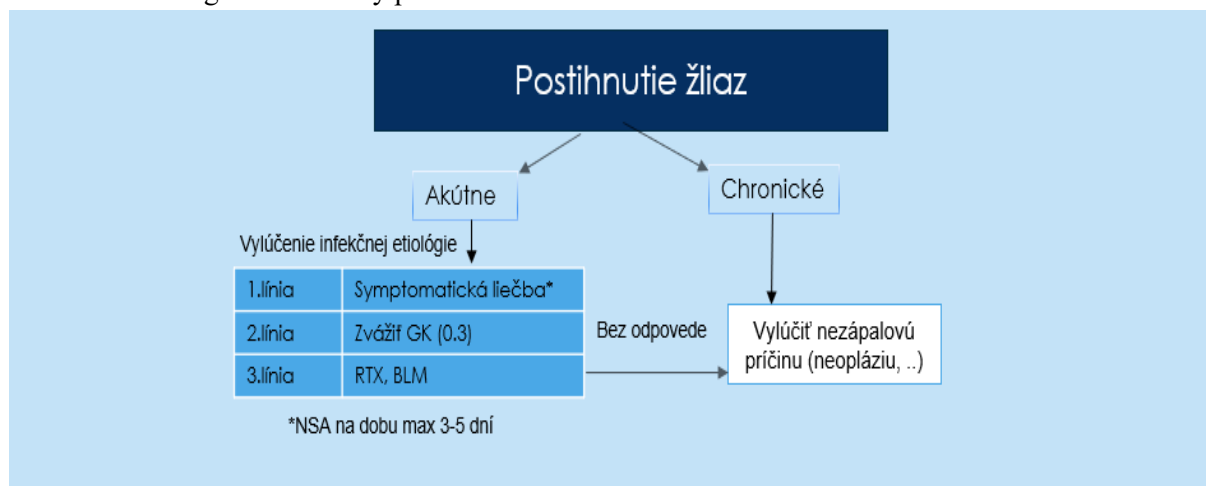 Postihnutie žliaz
Akútne
Chronické
Vylúčenie infekčnej etiológie
1.línia Symptomatická liečba*
2.línia Zvážiť GK (0.3)
3.línia RTX, BLM
Bez odpovede
Vylúčiť nezápalovú
príčinu (neopláziu, ..)
*NSA na dobu max 3-5 dní